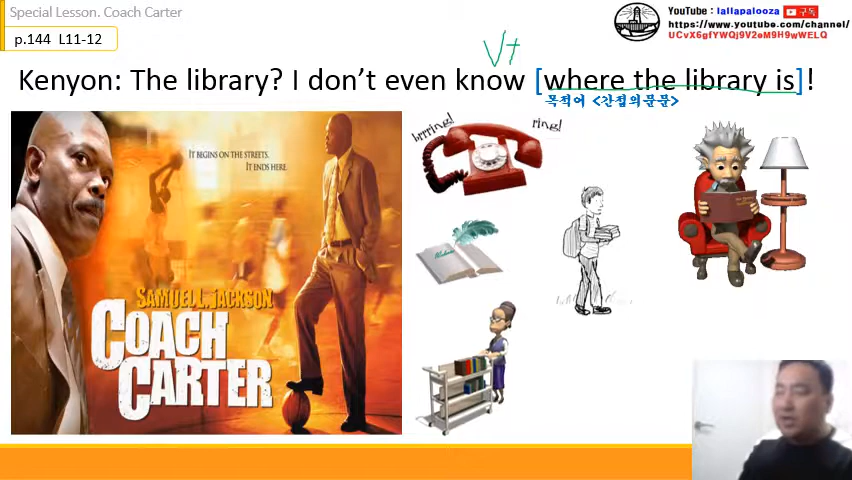 Special Lesson. Coach Carter
p.144 L11-12
YouTube : lallapalooza 구독
https://www.youtube.com/channel/
UCvX6gfYWQj9V2eM9H9wWELQ
Vt
Kenyon: The library? I don't even know [where the library is]!
목적어 <간접의문문>
IT BEGINS ON THE STREETS.
IT ENDS HERE.
SAMUEL L. JACKSON
COACH
CARTER
brrring!
ring!